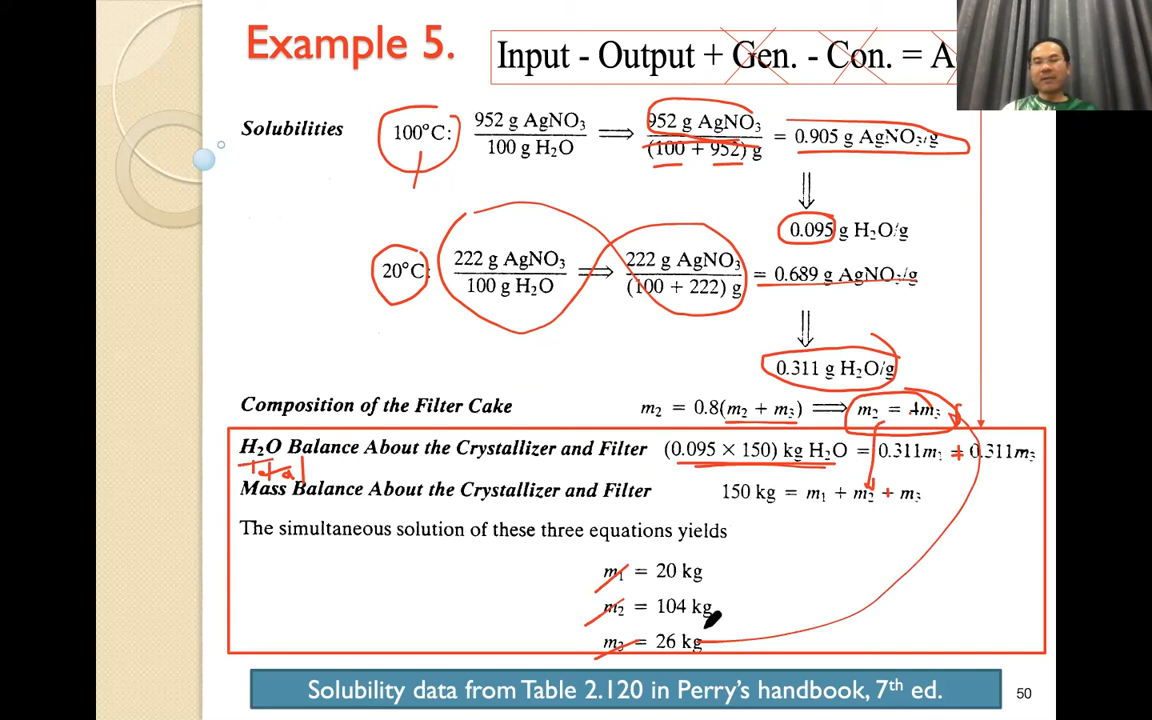 Example 5.
Input - Output + Gen. - Con. = A
Solubilities
100°C: 952 g AgNO₃ / 100 g H₂O ⟹ 952 g AgNO₃ / (100 + 952) g = 0.905 g AgNO₃/g
⇓
0.095 g H₂O/g
20°C: 222 g AgNO₃ / 100 g H₂O ⟹ 222 g AgNO₃ / (100 + 222) g = 0.689 g AgNO₃/g
⇓
0.311 g H₂O/g
Composition of the Filter Cake m₂ = 0.8(m₂ + m₃) ⟹ m₂ = 4m₃
H₂O Balance About the Crystallizer and Filter (0.095 × 150) kg H₂O = 0.311m₁ + 0.311m₃
Total
Mass Balance About the Crystallizer and Filter 150 kg = m₁ + m₂ + m₃
The simultaneous solution of these three equations yields
m₁ = 20 kg
m₂ = 104 kg
m₃ = 26 kg
Solubility data from Table 2.120 in Perry's handbook, 7th ed.
50